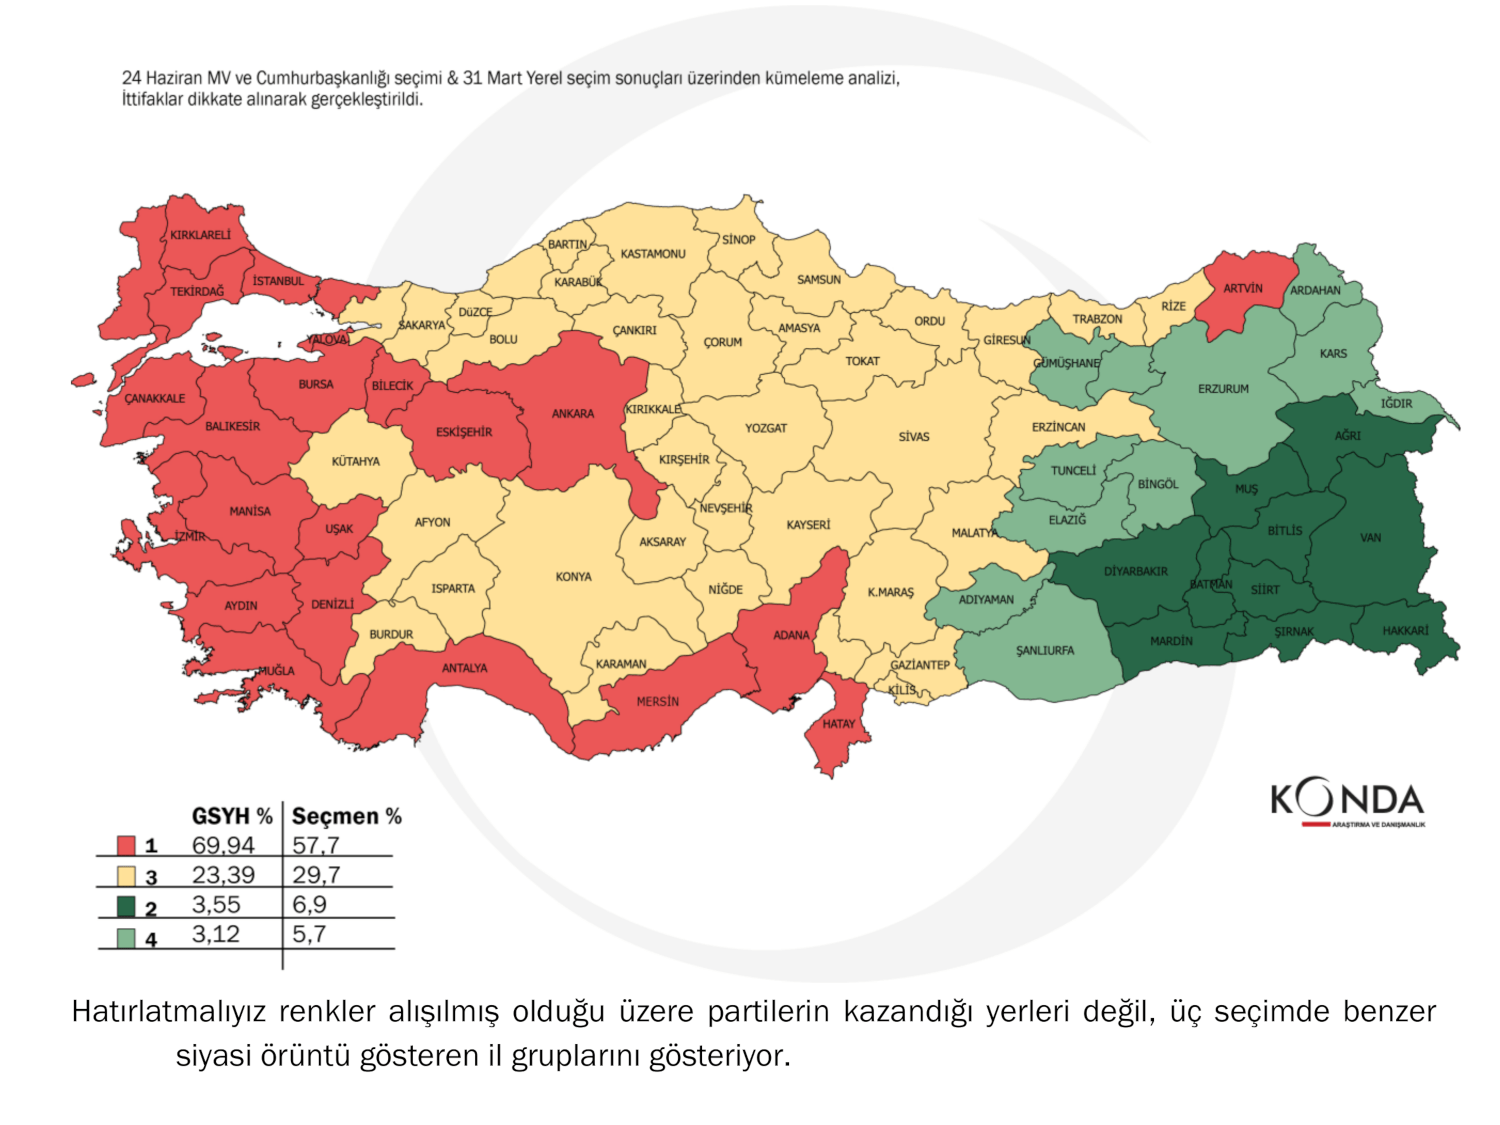 24 Haziran MV ve Cumhurbaşkanlığı seçimi & 31 Mart Yerel seçim sonuçları üzerinden kümeleme analizi,
İttifaklar dikkate alınarak gerçekleştirildi.
KIRKLARELİ
TEKİRDAĞ
İSTANBUL
YALOVA
ÇANAKKALE
BALIKESİR
BURSA
BİLECİK
ESKİŞEHİR
ANKARA
KÜTAHYA
MANİSA
İZMİR
UŞAK
AYDIN
DENİZLİ
MUĞLA
AFYON
ISPARTA
BURDUR
ANTALYA
SAKARYA
DÜZCE
BOLU
BARTIN
KARABÜK
KASTAMONU
ÇANKIRI
SİNOP
SAMSUN
ÇORUM
AMASYA
TOKAT
ORDU
GİRESUN
TRABZON
RİZE
ARTVİN
ARDAHAN
GÜMÜŞHANE
KARS
IĞDIR
ERZURUM
ERZİNCAN
KIRIKKALE
YOZGAT
SİVAS
KIRŞEHİR
NEVŞEHİR
KAYSERİ
AKSARAY
KONYA
NİĞDE
KARAMAN
MERSİN
ADANA
HATAY
K.MARAŞ
GAZİANTEP
KİLİS
MALATYA
ADIYAMAN
ŞANLIURFA
TUNCELİ
BİNGÖL
ELAZIĞ
AĞRI
MUŞ
BİTLİS
VAN
DİYARBAKIR
BATMAN
SİİRT
MARDİN
ŞIRNAK
HAKKARİ
KONDA
ARAŞTIRMA VE DANIŞMANLIK
GSYH % Seçmen %
1 69,94 57,7
3 23,39 29,7
2 3,55 6,9
4 3,12 5,7
Hatırlatmalıyız renkler alışılmış olduğu üzere partilerin kazandığı yerleri değil, üç seçimde benzer
siyasi örüntü gösteren il gruplarını gösteriyor.